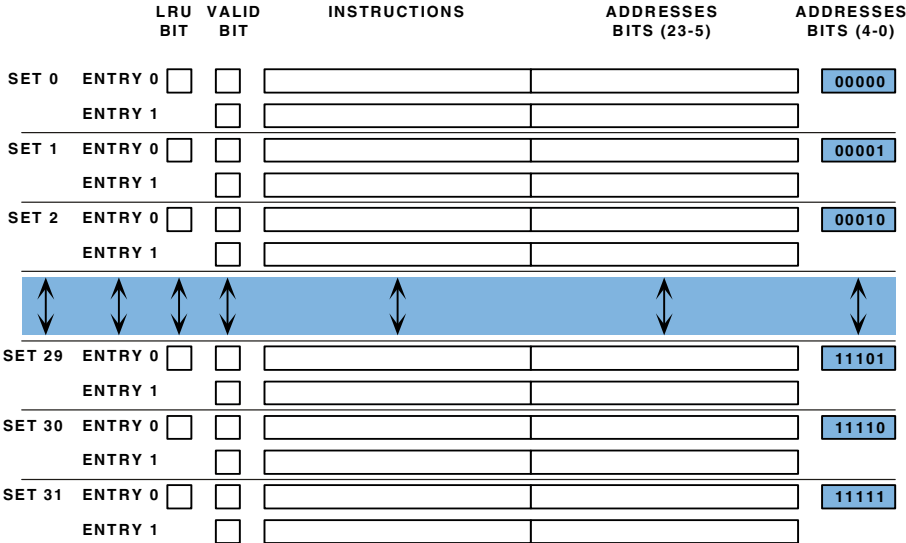 LRU VALID INSTRUCTIONS ADDRESSES ADDRESSES
BIT BIT BITS (23-5) BITS (4-0)
SET 0 ENTRY 0 00000
ENTRY 1
SET 1 ENTRY 0 00001
ENTRY 1
SET 2 ENTRY 0 00010
ENTRY 1
SET 29 ENTRY 0 11101
ENTRY 1
SET 30 ENTRY 0 11110
ENTRY 1
SET 31 ENTRY 0 11111
ENTRY 1